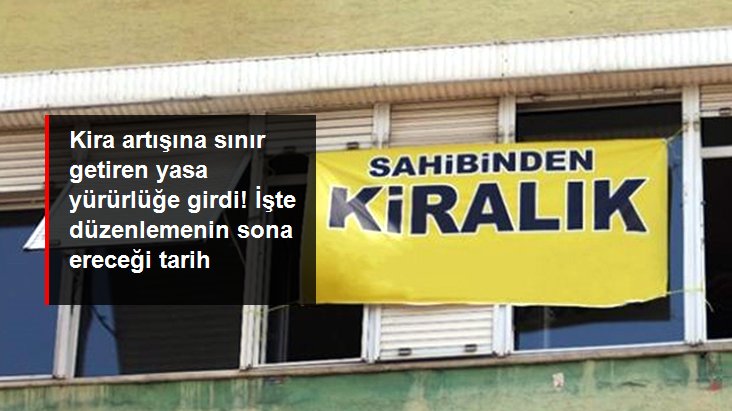 Kira artışına sınır
getiren yasa
yürürlüğe girdi! İşte
düzenlemenin sona
ereceği tarih
SAHİBİNDEN
KİRALIK